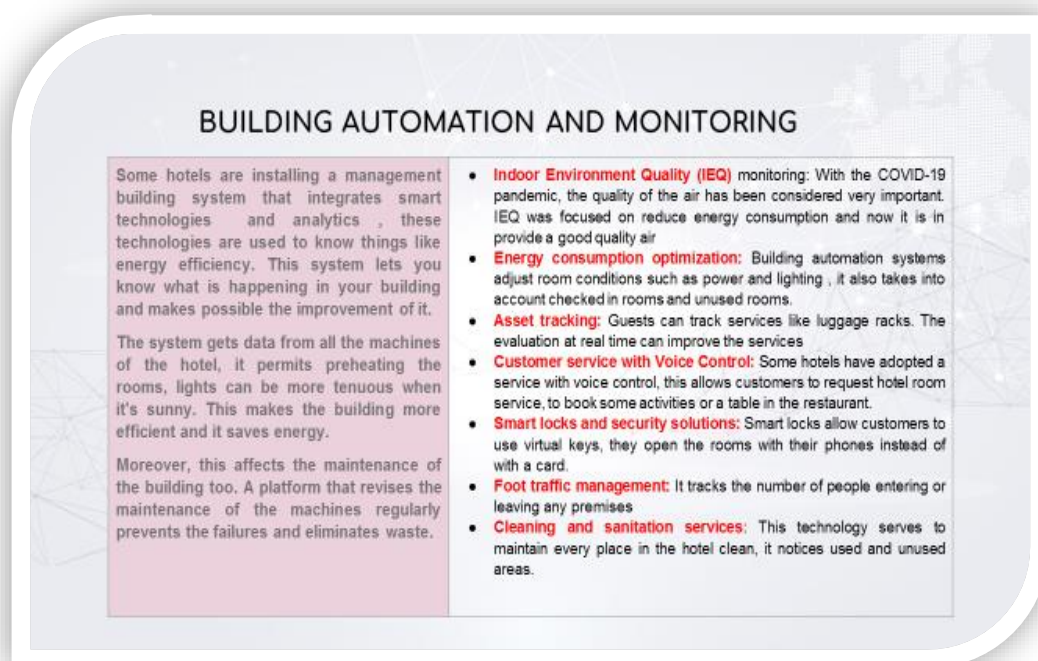 BUILDING AUTOMATION AND MONITORING
Some hotels are installing a management
building system that integrates smart
technologies and analytics , these
technologies are used to know things like
energy efficiency. This system lets you
know what is happening in your building
and makes possible the improvement of it.
The system gets data from all the machines
of the hotel, it permits preheating the
rooms, lights can be more tenuous when
it's sunny. This makes the building more
efficient and it saves energy.
Moreover, this affects the maintenance of
the building too. A platform that revises the
maintenance of the machines regularly
prevents the failures and eliminates waste.
● Indoor Environment Quality (IEQ) monitoring: With the COVID-19
pandemic, the quality of the air has been considered very important.
IEQ was focused on reduce energy consumption and now it is in
provide a good quality air
● Energy consumption optimization: Building automation systems
adjust room conditions such as power and lighting , it also takes into
account checked in rooms and unused rooms.
● Asset tracking: Guests can track services like luggage racks. The
evaluation at real time can improve the services
● Customer service with Voice Control: Some hotels have adopted a
service with voice control, this allows customers to request hotel room
service, to book some activities or a table in the restaurant.
● Smart locks and security solutions: Smart locks allow customers to
use virtual keys, they open the rooms with their phones instead of
with a card.
● Foot traffic management: It tracks the number of people entering or
leaving any premises
● Cleaning and sanitation services: This technology serves to
maintain every place in the hotel clean, it notices used and unused
areas.